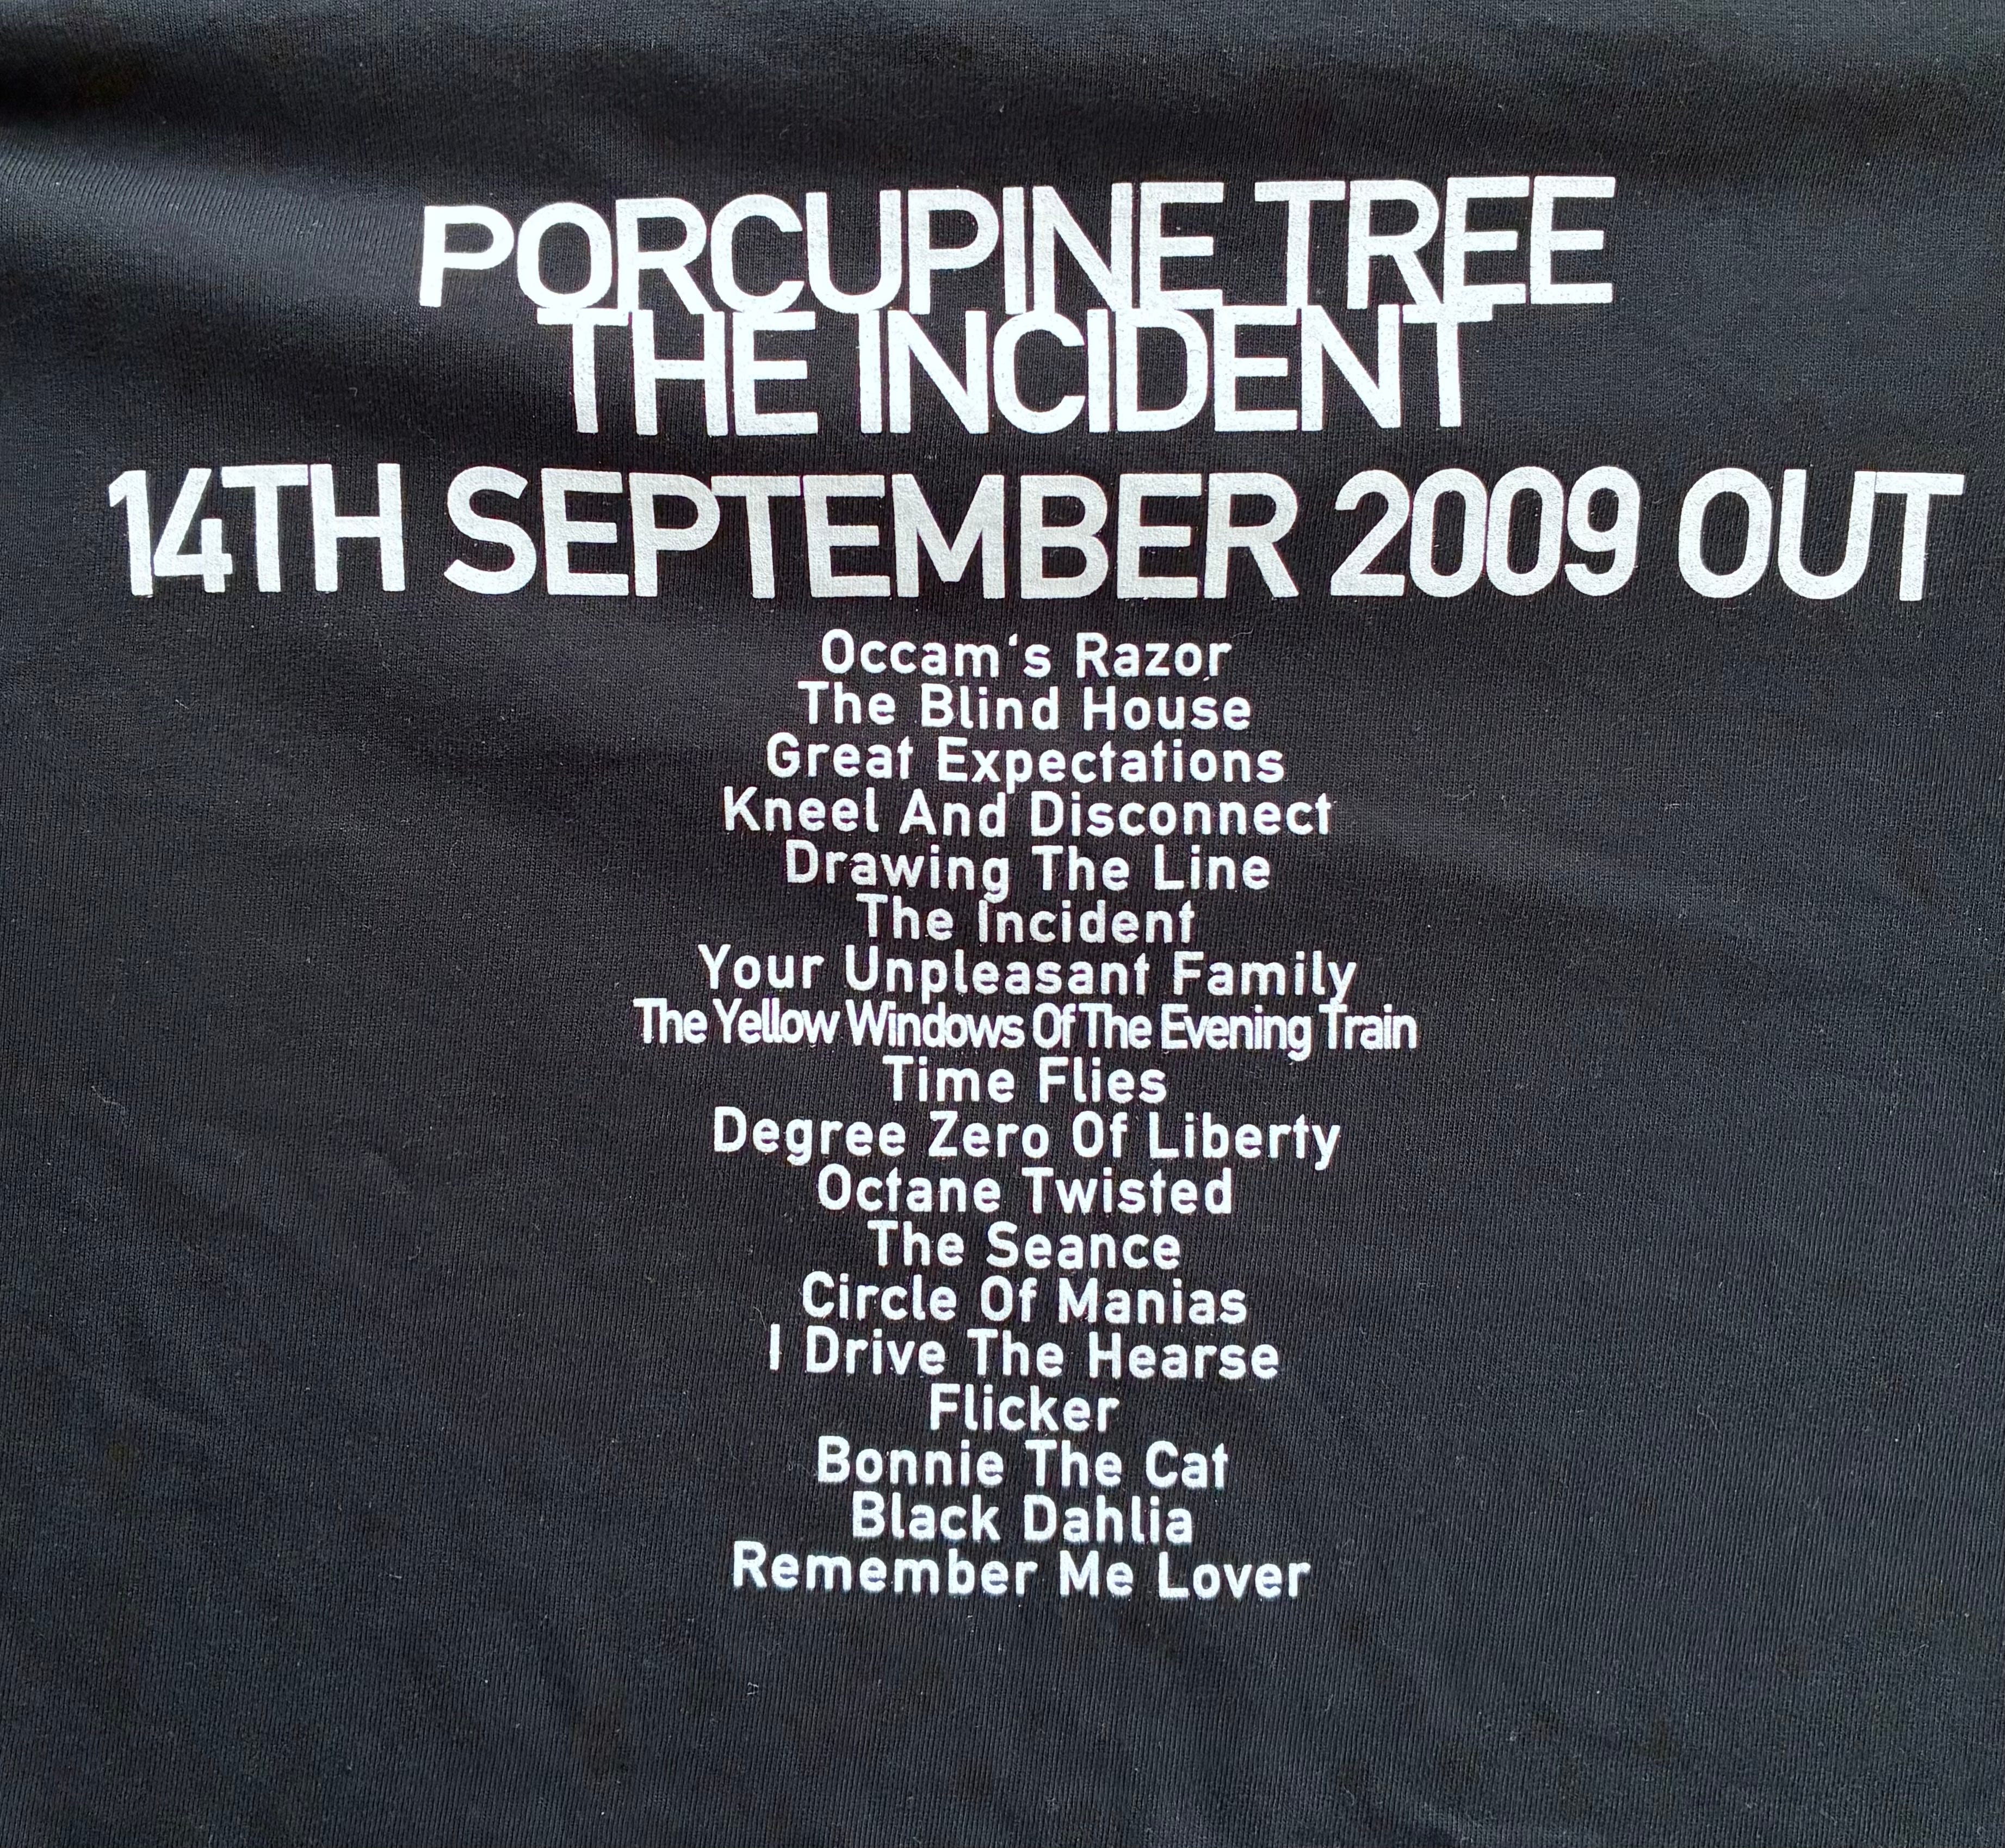 PORCUPINE TREE
THE INCIDENT
14TH SEPTEMBER 2009 OUT
Occam‘s Razor
The Blind House
Great Expectations
Kneel And Disconnect
Drawing The Line
The Incident
Your Unpleasant Family
The Yellow Windows Of The Evening Train
Time Flies
Degree Zero Of Liberty
Octane Twisted
The Seance
Circle Of Manias
I Drive The Hearse
Flicker
Bonnie The Cat
Black Dahlia
Remember Me Lover